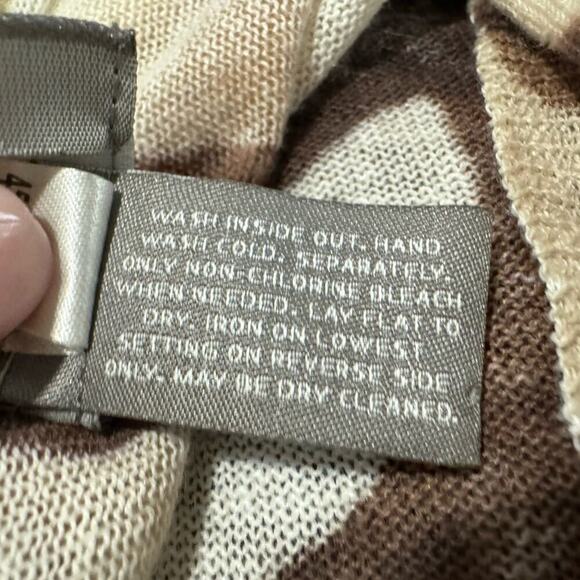 WASH INSIDE OUT. HAND
WASH COLD. SEPARATELY.
ONLY NON-CHLORINE BLEACH
WHEN NEEDED. LAY FLAT TO
DRY. IRON ON LOWEST
SETTING ON REVERSE SIDE
ONLY. MAY BE DRY CLEANED.